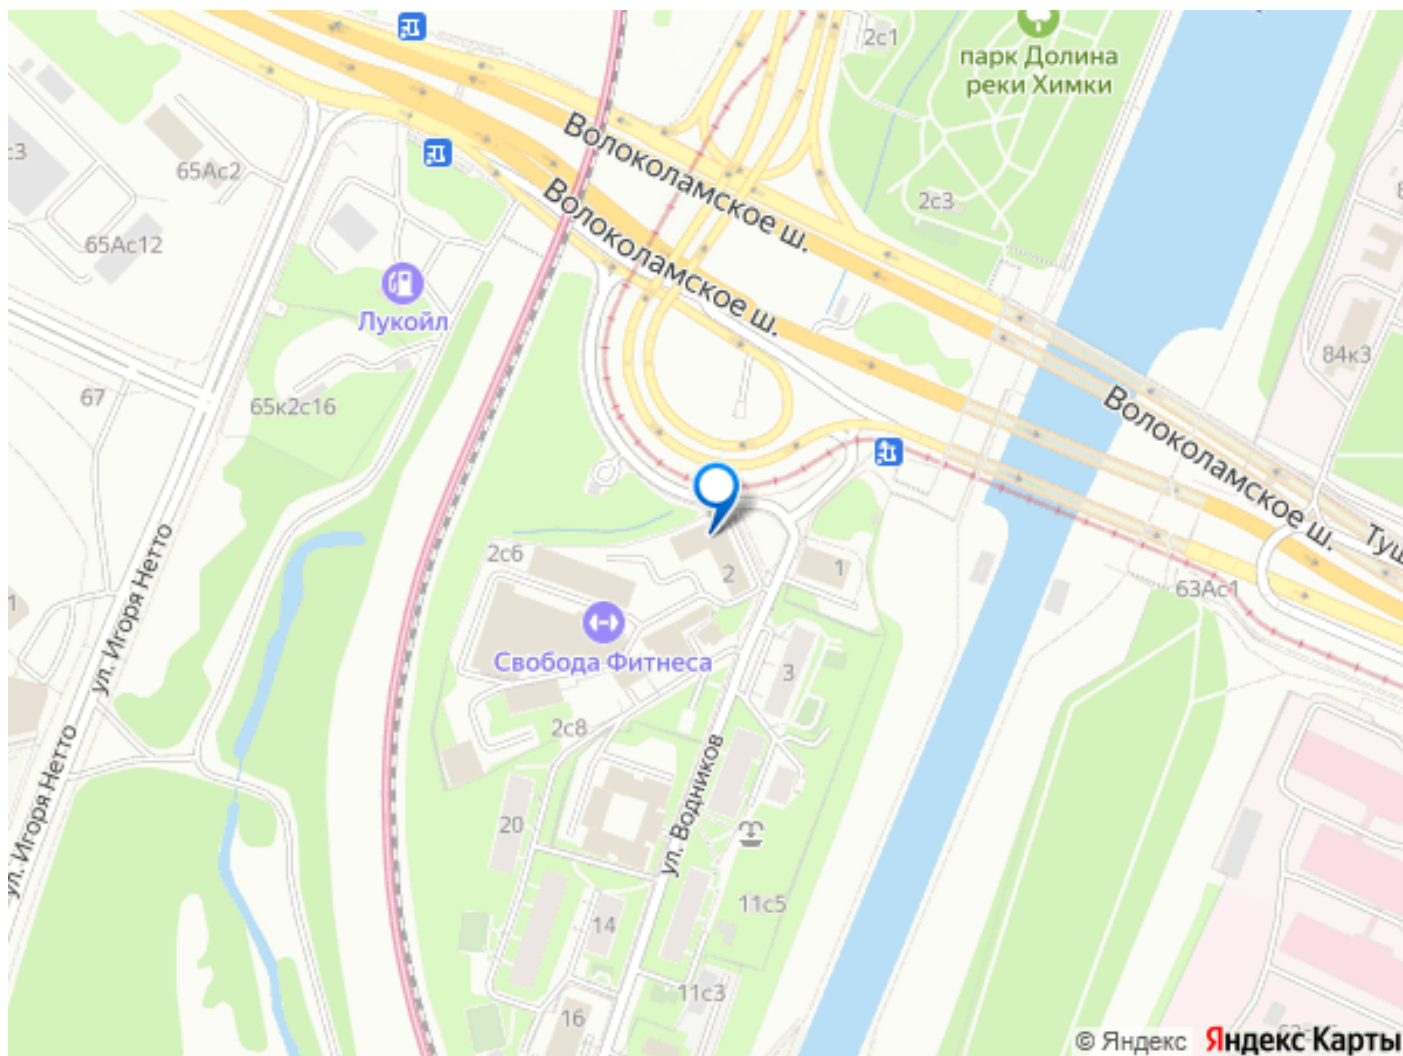 2с1
парк Долина
реки Химки
Волоколамское ш.
65Ас2
2с3
Волоколамское ш.
65Ас12
Лукойл
84к3
67
65к2с16
Волоколамское ш.
2с6
2
1
63Ас1
ул. Игоря Нетто
Свобода Фитнеса
3
2с8
ул. Водников
ул. Игоря Нетто
20
11с5
14
11с3
16
© Яндекс
Яндекс Карты